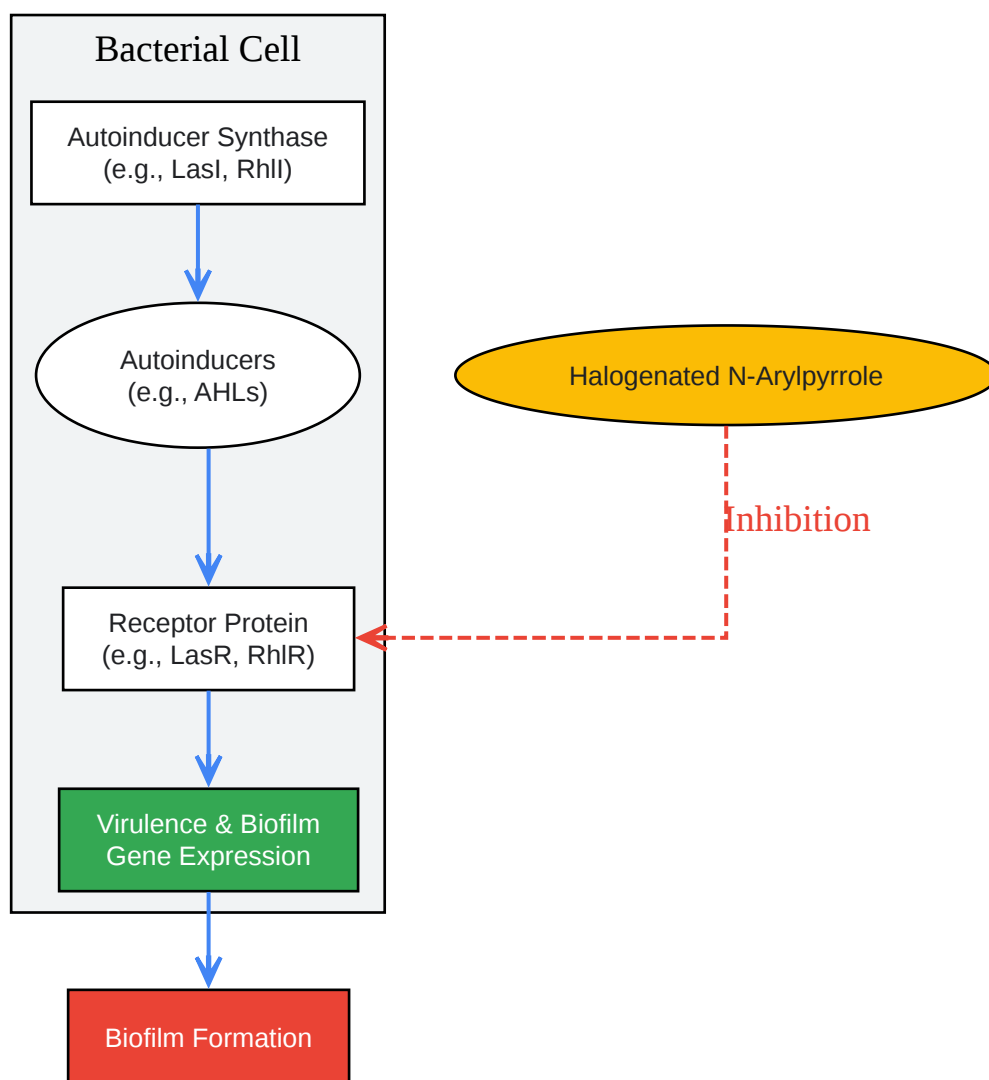 Bacterial Cell
Autoinducer Synthase
(e.g., LasI, RhlI)
Autoinducers
(e.g., AHLs)
Halogenated N-Arylpyrrole
Inhibition
Receptor Protein
(e.g., LasR, RhlR)
Virulence & Biofilm
Gene Expression
Biofilm Formation